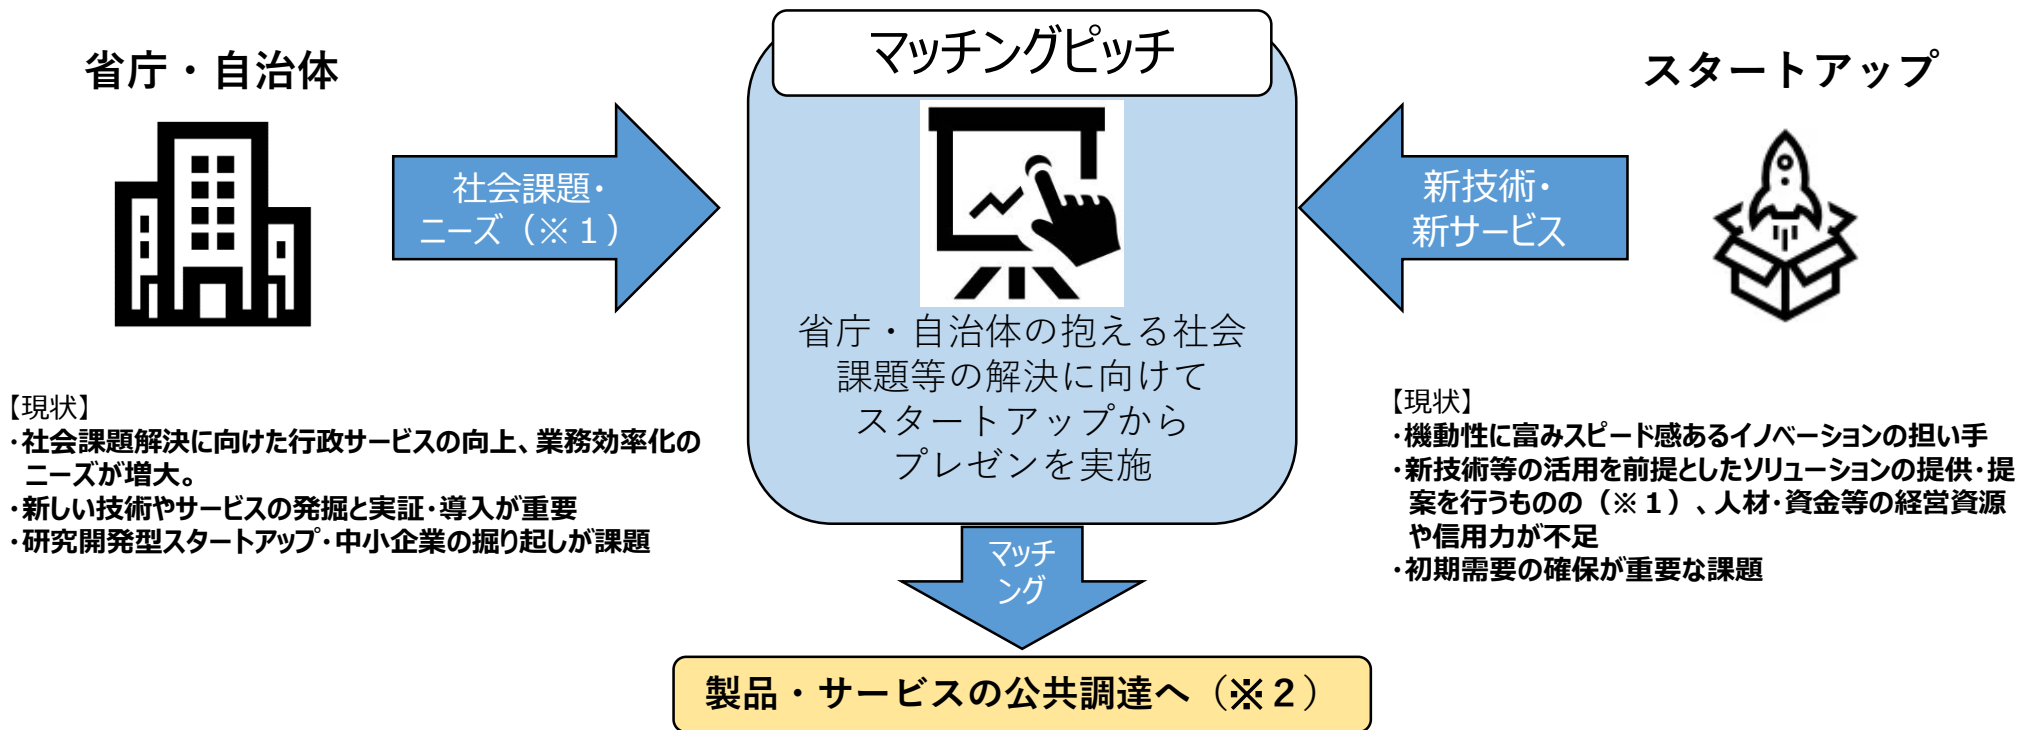 省庁・自治体
社会課題・
ニーズ（※１）
【現状】
・社会課題解決に向けた行政サービスの向上、業務効率化の
ニーズが増大。
・新しい技術やサービスの発掘と実証・導入が重要
・研究開発型スタートアップ・中小企業の掘り起しが課題
マッチングピッチ
省庁・自治体の抱える社会
課題等の解決に向けて
スタートアップから
プレゼンを実施
マッチ
ング
製品・サービスの公共調達へ（※２）
スタートアップ
新技術・
新サービス
【現状】
・機動性に富みスピード感あるイノベーションの担い手
・新技術等の活用を前提としたソリューションの提供・提
案を行うものの（※１）、人材・資金等の経営資源
や信用力が不足
・初期需要の確保が重要な課題